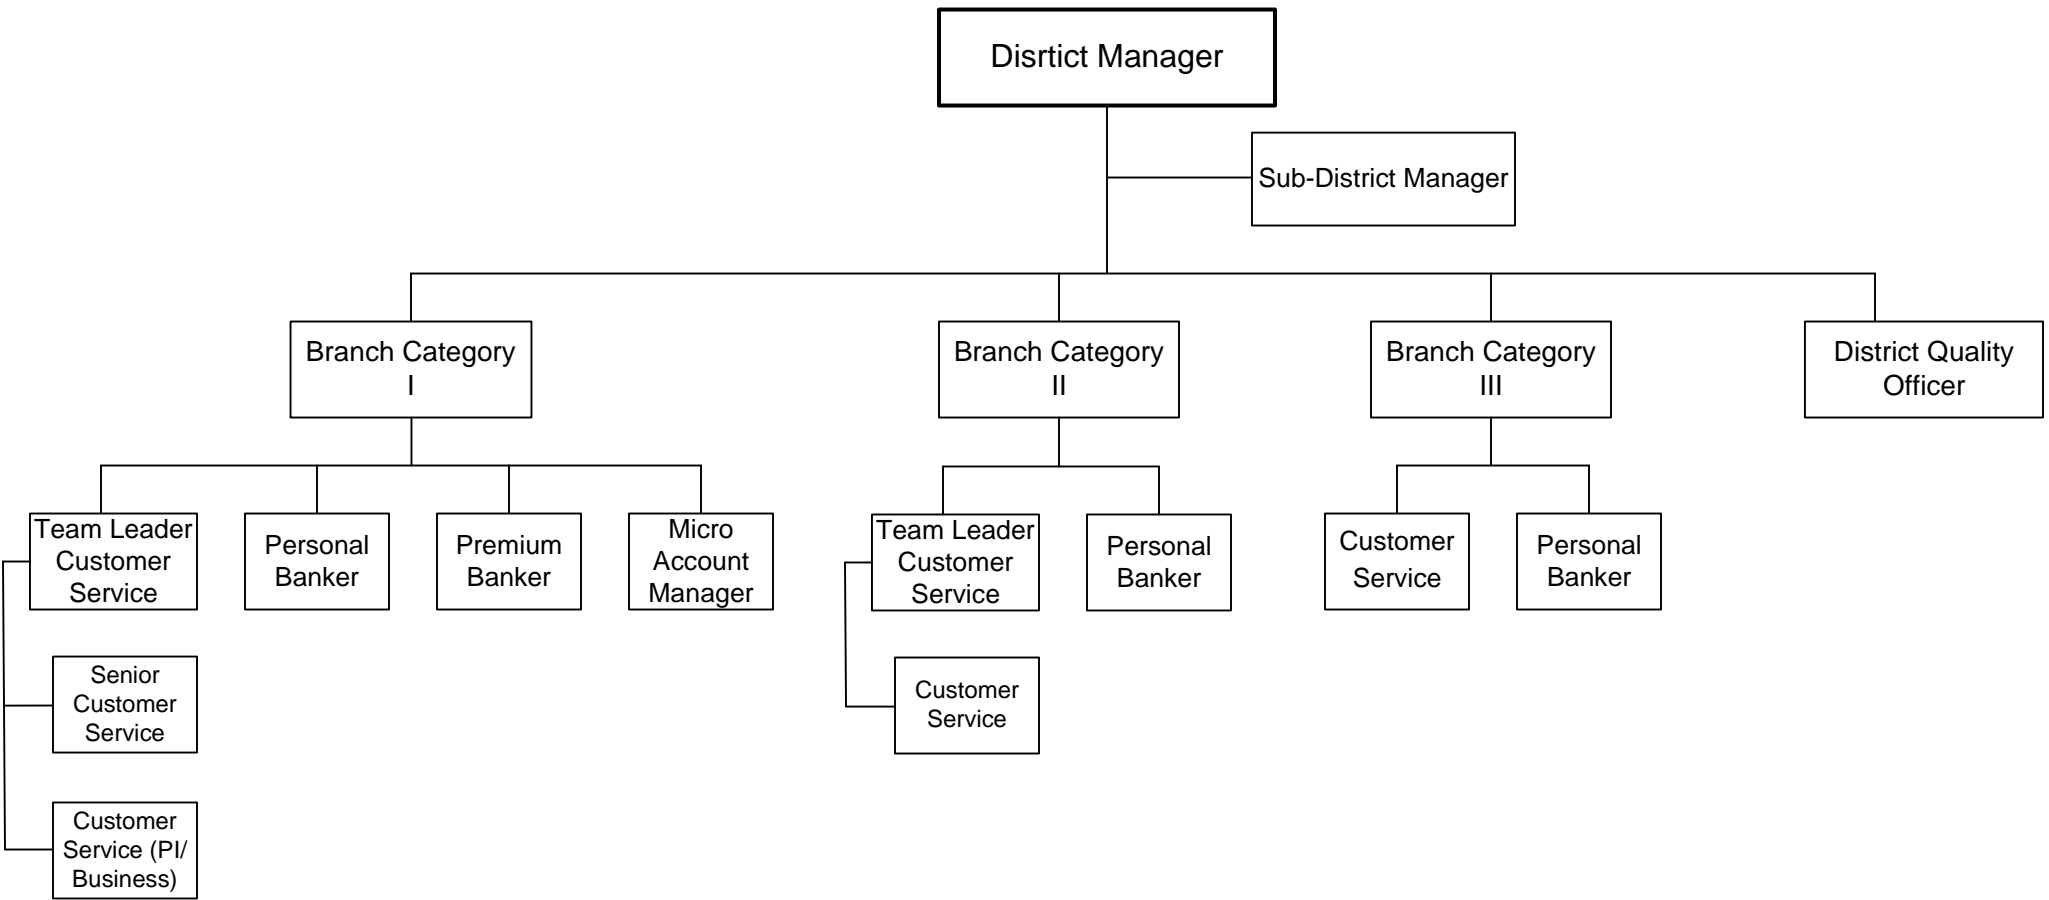 Disrtict Manager
Sub-District Manager
Branch Category
I
Branch Category
II
Branch Category
III
District Quality
Officer
Team Leader
Customer
Service
Personal
Banker
Premium
Banker
Micro
Account
Manager
Team Leader
Customer
Service
Personal
Banker
Customer
Service
Personal
Banker
Senior
Customer
Service
Customer
Service
Customer
Service (PI/
Business)